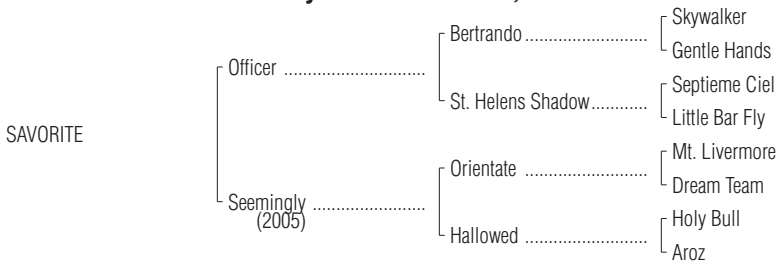 Skywalker
Bertrando
Gentle Hands
Officer
Septieme Ciel
St. Helens Shadow
Little Bar Fly
SAVORITE
Mt. Livermore
Orientate
Dream Team
Seemingly
(2005)
Holy Bull
Hallowed
Aroz